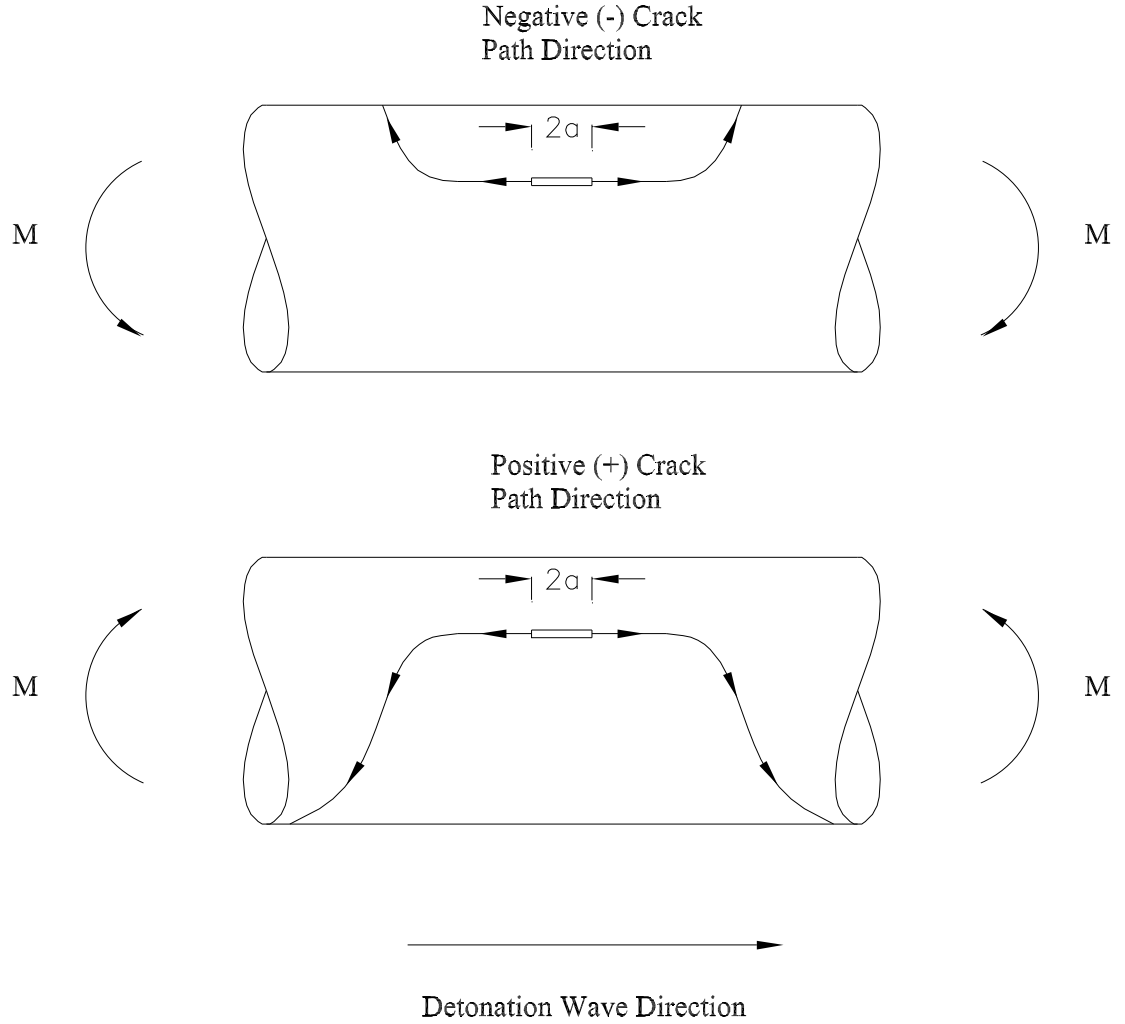 Negative (-) Crack
Path Direction
2a
M
M
Positive (+) Crack
Path Direction
2a
M
M
Detonation Wave Direction